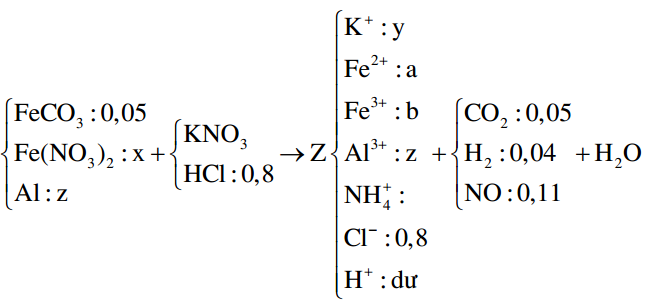 FeCO₃ : 0,05
Fe(NO₃)₂ : x
Al : z
+
KNO₃
HCl : 0,8
→ Z
K⁺ : y
Fe²⁺ : a
Fe³⁺ : b
Al³⁺ : z
NH₄⁺ :
Cl⁻ : 0,8
H⁺ : dư
+
CO₂ : 0,05
H₂ : 0,04
NO : 0,11
+ H₂O